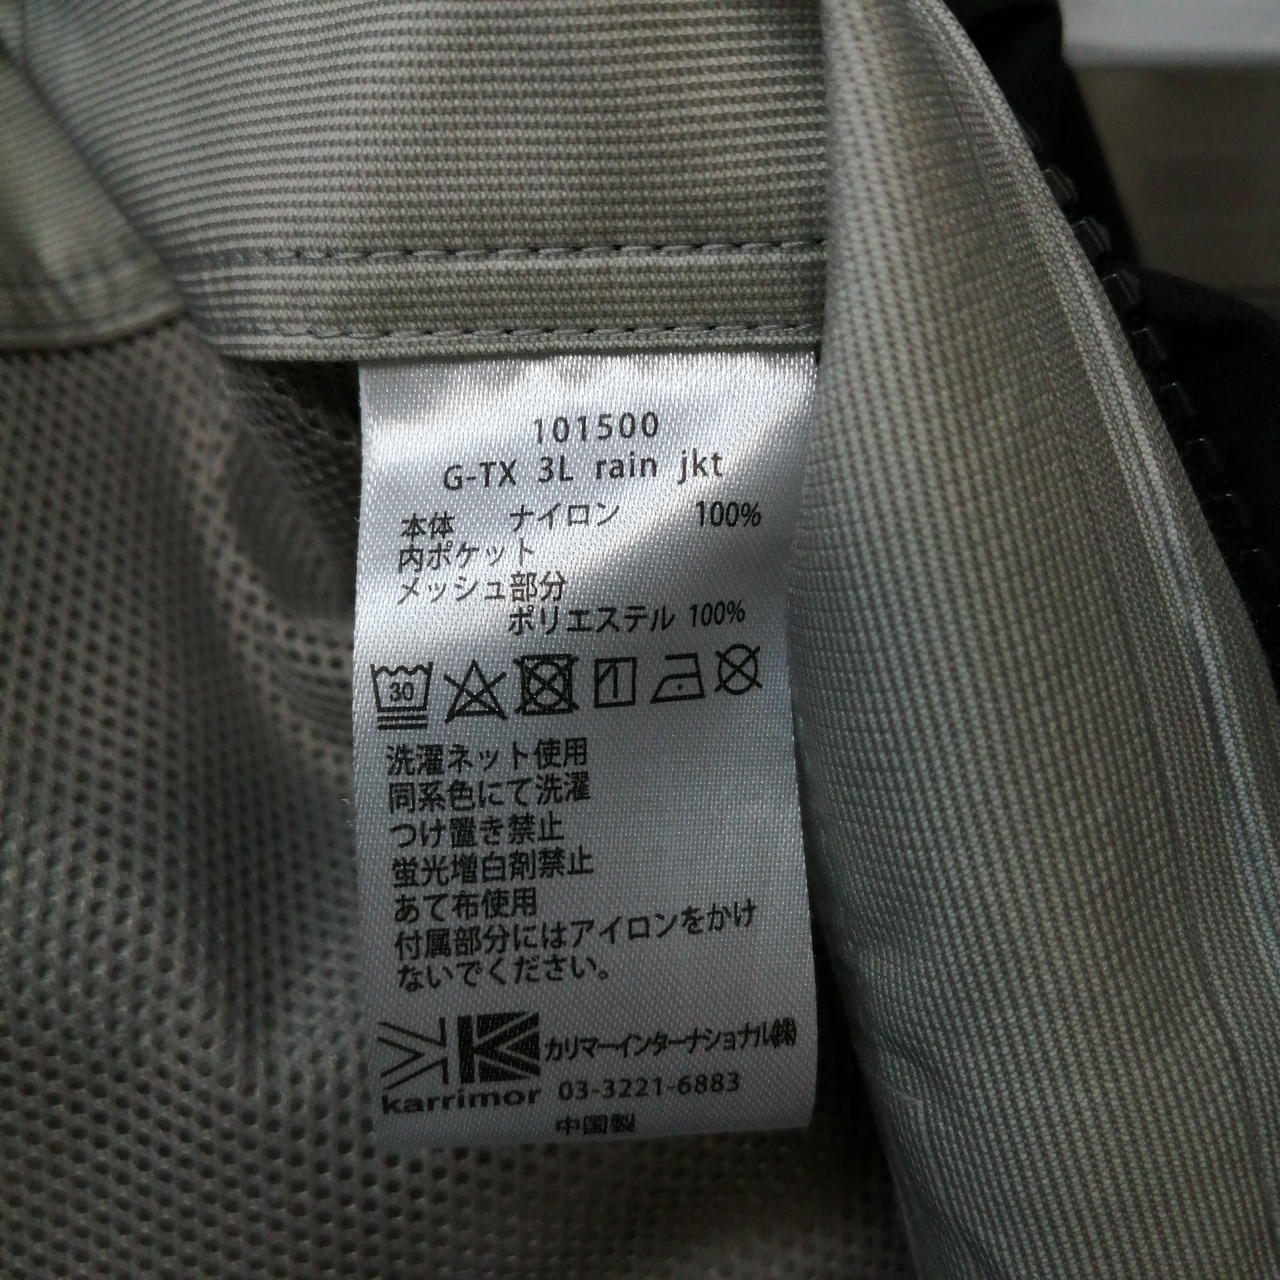 101500
G-TX 3L rain jkt
本体 ナイロン 100%
内ポケット
メッシュ部分
ポリエステル 100%
30
洗濯ネット使用
同系色にて洗濯
つけ置き禁止
蛍光増白剤禁止
あて布使用
付属部分にはアイロンをかけ
ないでください。
カリマーインターナショナル㈱
karrimor 03-3221-6883
中国製